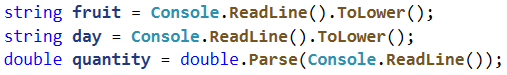 string fruit = Console.ReadLine().ToLower();
string day = Console.ReadLine().ToLower();
double quantity = double.Parse(Console.ReadLine());